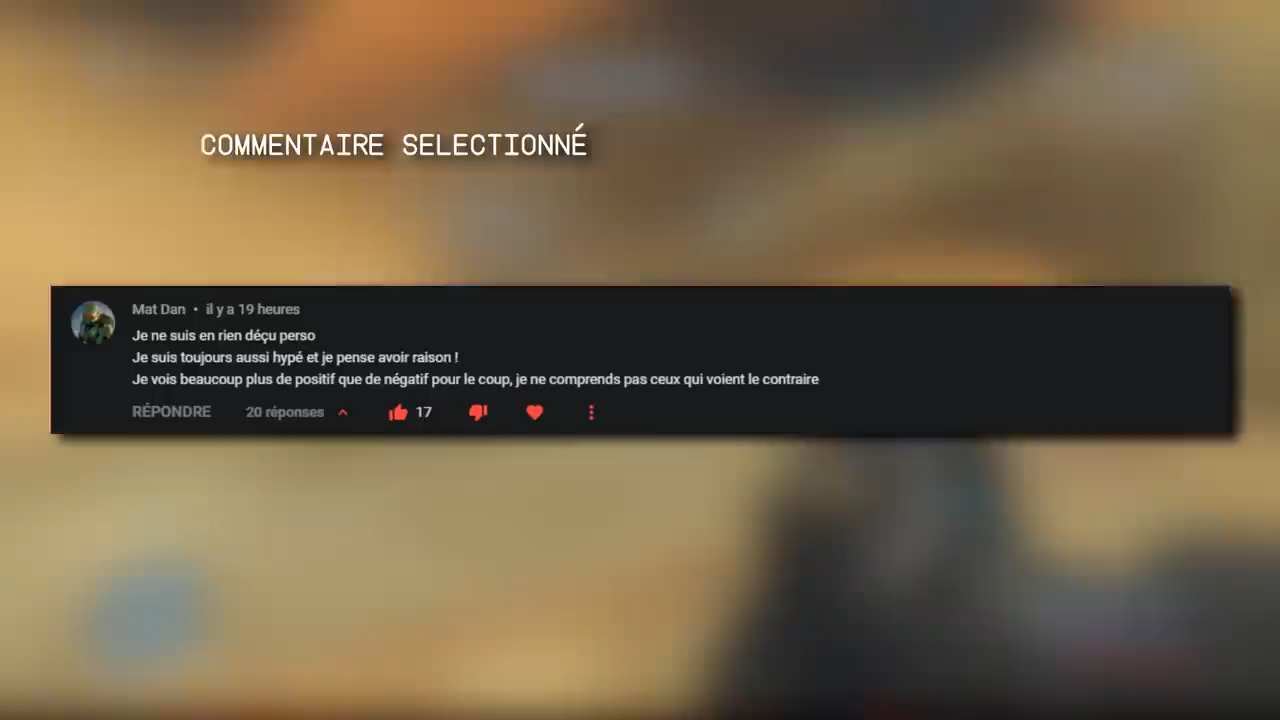 COMMENTAIRE SELECTIONNÉ
Mat Dan • il y a 19 heures
Je ne suis en rien déçu perso
Je suis toujours aussi hypé et je pense avoir raison !
Je vois beaucoup plus de positif que de négatif pour le coup, je ne comprends pas ceux qui voient le contraire
RÉPONDRE 20 réponses 17